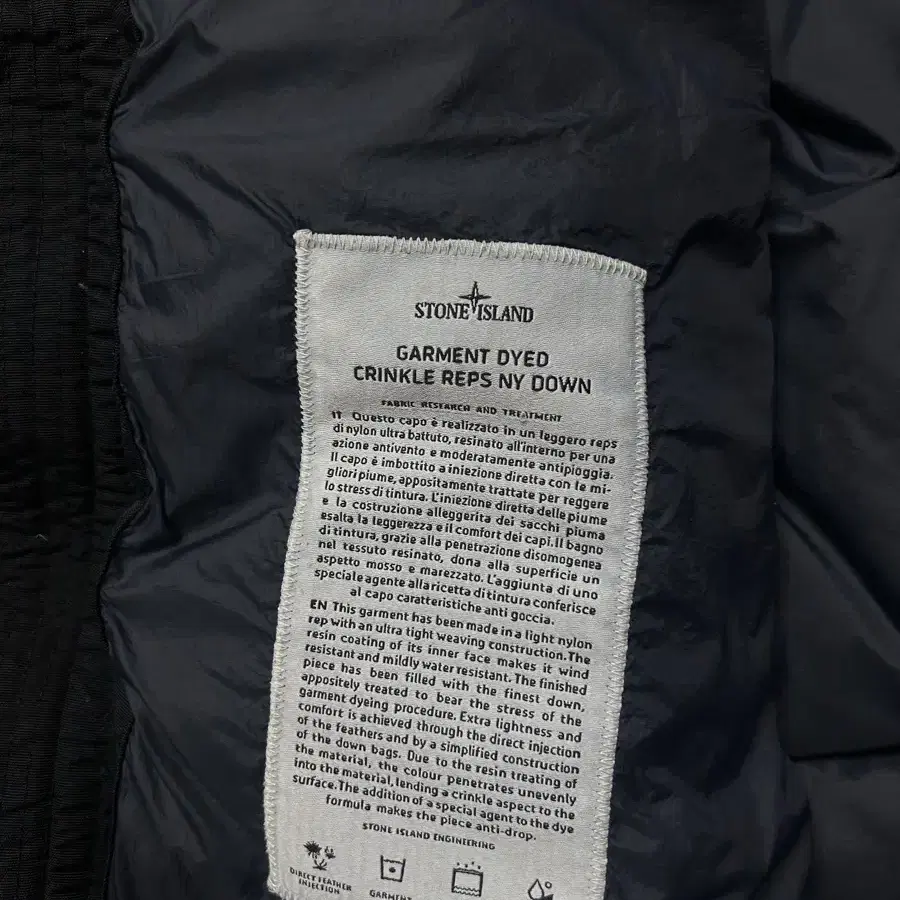 STONE ISLAND
GARMENT DYED
CRINKLE REPS NY DOWN
FABRIC RESEARCH AND TREATMENT
IT Questo capo è realizzato in un leggero reps
di nylon ultra battuto, resinato all'interno per una
azione antivento e moderatamente antipioggia.
Il capo è imbottito a iniezione diretta con le mi-
gliori piume, appositamente trattate per reggere
lo stress di tintura. L'iniezione diretta delle piume
e la costruzione alleggerita dei sacchi piuma
esalta la leggerezza e il comfort dei capi. Il bagno
di tintura, grazie alla penetrazione disomogenea
nel tessuto resinato, dona alla superficie un
aspetto mosso e marezzato. L'aggiunta di uno
speciale agente alla ricetta di tintura conferisce
al capo caratteristiche anti goccia.
EN This garment has been made in a light nylon
rep with an ultra tight weaving construction. The
resin coating of its inner face makes it wind
resistant and mildly water resistant. The finished
piece has been filled with the finest down,
appositely treated to bear the stress of the
garment dyeing procedure. Extra lightness and
comfort is achieved through the direct injection
of the feathers and by a simplified construction
of the down bags. Due to the resin treating of
the material, the colour penetrates unevenly
into the material, lending a crinkle aspect to the
surface. The addition of a special agent to the dye
formula makes the piece anti-drop.
STONE ISLAND ENGINEERING
DIRECT FEATHER
INJECTION
GARMENT